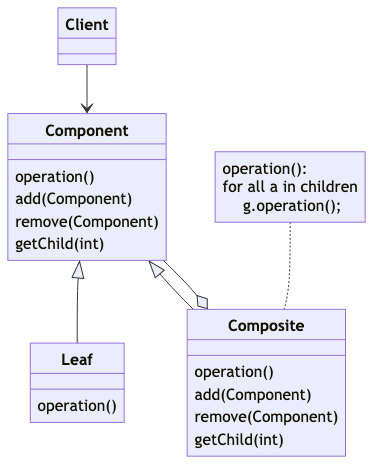 Client
Component
operation()
add(Component)
remove(Component)
getChild(int)
operation():
for all a in children
g.operation();
Leaf
operation()
Composite
operation()
add(Component)
remove(Component)
getChild(int)